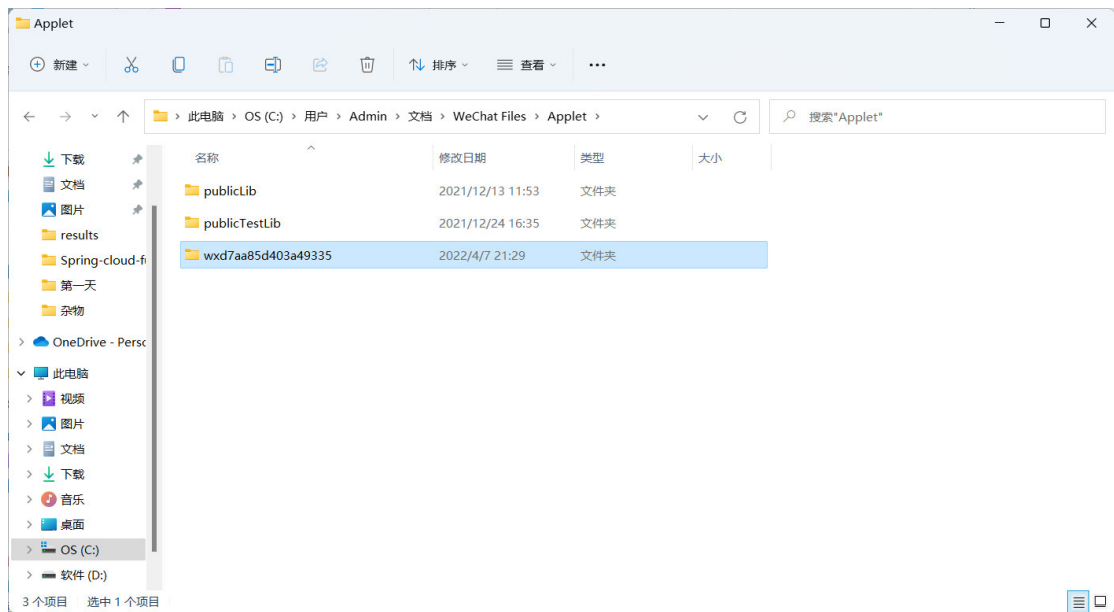 Applet
新建
排序
查看
此电脑 › OS (C:) › 用户 › Admin › 文档 › WeChat Files › Applet ›
搜索"Applet"
下载
文档
图片
results
Spring-cloud-f
第一天
杂物
OneDrive - Perso
此电脑
视频
图片
文档
下载
音乐
桌面
OS (C:)
软件 (D:)
名称 修改日期 类型 大小
publicLib 2021/12/13 11:53 文件夹
publicTestLib 2021/12/24 16:35 文件夹
wxd7aa85d403a49335 2022/4/7 21:29 文件夹
3 个项目 选中 1 个项目